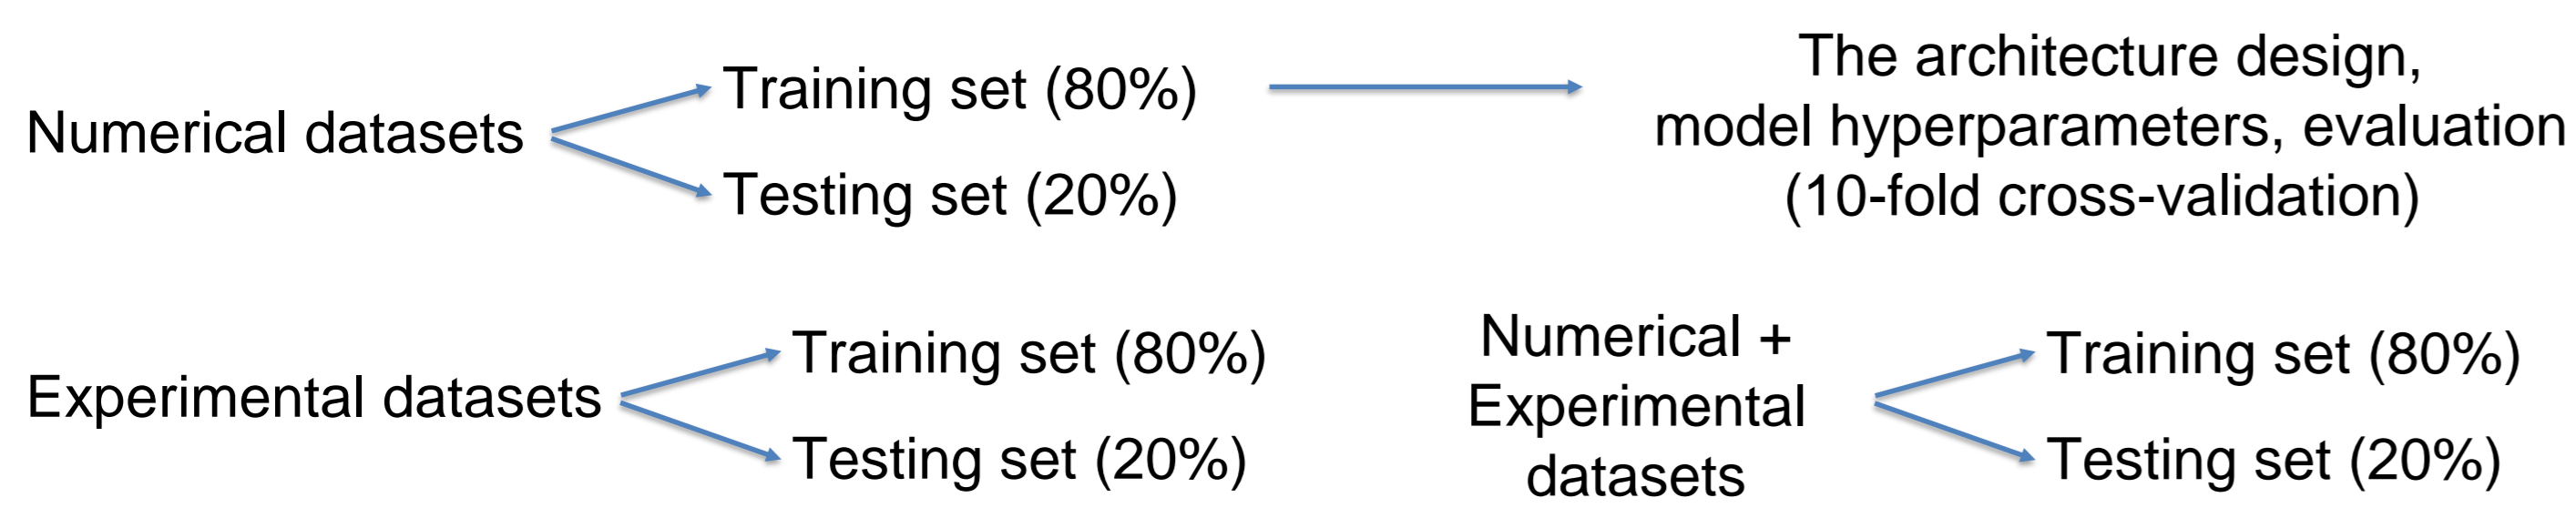 Numerical datasets
Training set (80%)
Testing set (20%)
The architecture design,
model hyperparameters, evaluation
(10-fold cross-validation)
Experimental datasets
Training set (80%)
Testing set (20%)
Numerical +
Experimental
datasets
Training set (80%)
Testing set (20%)